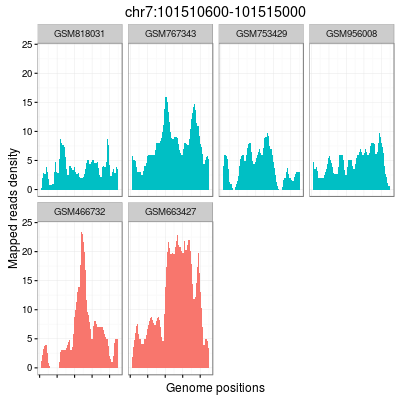 chr7:101510600-101515000
GSM818031 GSM767343 GSM753429 GSM956008
25
20
15
10
5
0
GSM466732 GSM663427
25
20
15
10
5
0
Mapped reads density
Genome positions